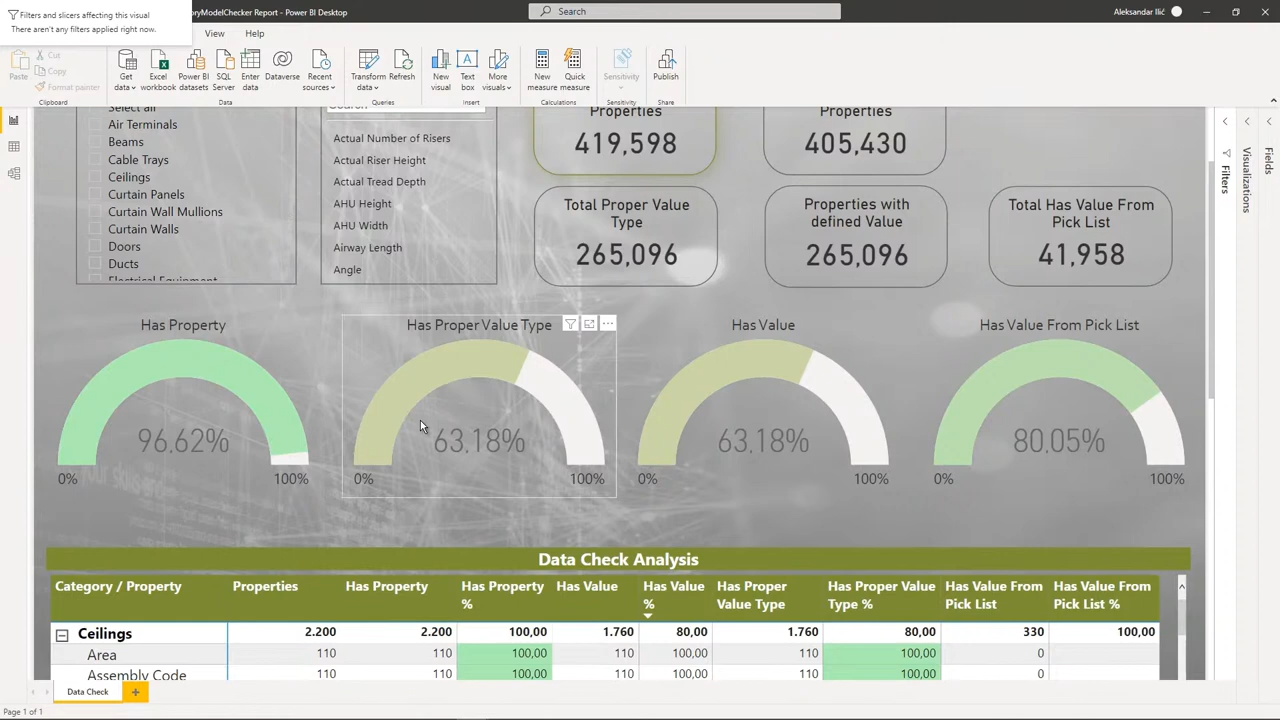 Filters and slicers affecting this visual
There aren't any filters applied right now.
oryModelChecker Report - Power BI Desktop
Search
Aleksandar Ilić
View
Help
Paste
Cut
Copy
Format painter
Clipboard
Get data
Excel workbook
Power BI datasets
SQL Server
Enter data
Dataverse
Recent sources
Data
Transform data
Refresh
Queries
New visual
Text box
More visuals
Insert
New measure
Quick measure
Calculations
Sensitivity
Sensitivity
Publish
Share
Select all
Air Terminals
Beams
Cable Trays
Ceilings
Curtain Panels
Curtain Wall Mullions
Curtain Walls
Doors
Ducts
Electrical Equipment
Search
Actual Number of Risers
Actual Riser Height
Actual Tread Depth
AHU Height
AHU Width
Airway Length
Angle
Properties
419,598
Properties
405,430
Total Proper Value
Type
265,096
Properties with
defined Value
265,096
Total Has Value From
Pick List
41,958
Filters
Visualizations
Fields
Has Property
96,62%
0%
100%
Has Proper Value Type
63,18%
0%
100%
Has Value
63,18%
0%
100%
Has Value From Pick List
80,05%
0%
100%
Data Check Analysis
Category / Property Properties Has Property Has Property % Has Value Has Value % Has Proper Value Type Has Proper Value Type % Has Value From Pick List Has Value From Pick List %
Ceilings 2.200 2.200 100,00 1.760 80,00 1.760 80,00 330 100,00
Area 110 110 100,00 110 100,00 110 100,00 0
Assembly Code 110 110 100,00 110 100,00 110 100,00 0
Data Check
Page 1 of 1